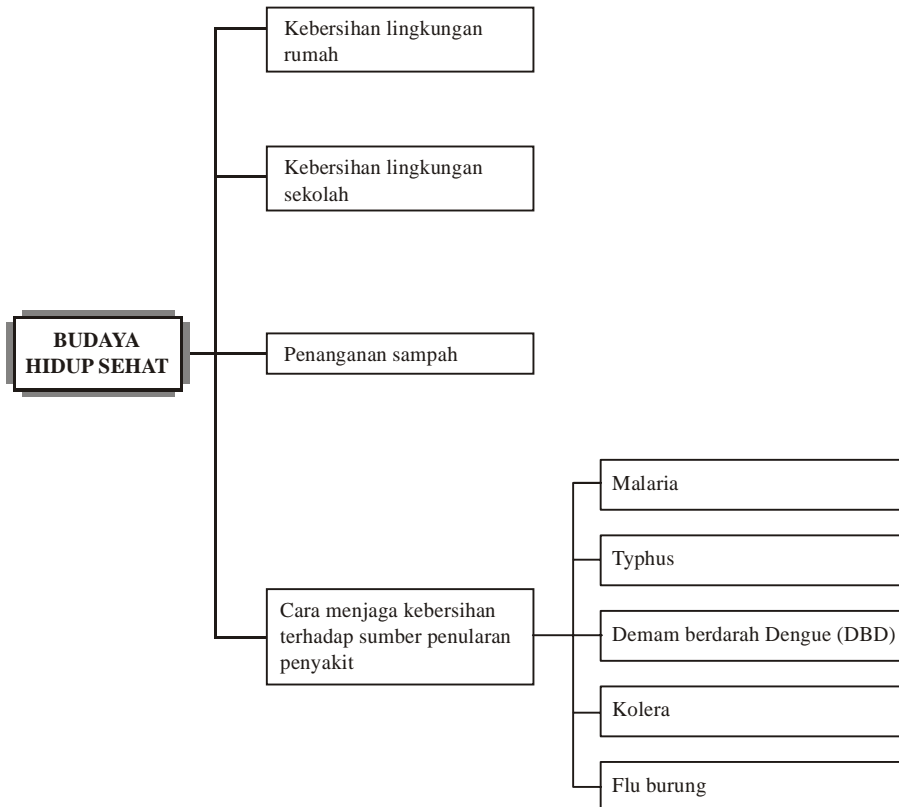 Kebersihan lingkungan
rumah
Kebersihan lingkungan
sekolah
BUDAYA
HIDUP SEHAT
Penanganan sampah
Cara menjaga kebersihan
terhadap sumber penularan
penyakit
Malaria
Typhus
Demam berdarah Dengue (DBD)
Kolera
Flu burung